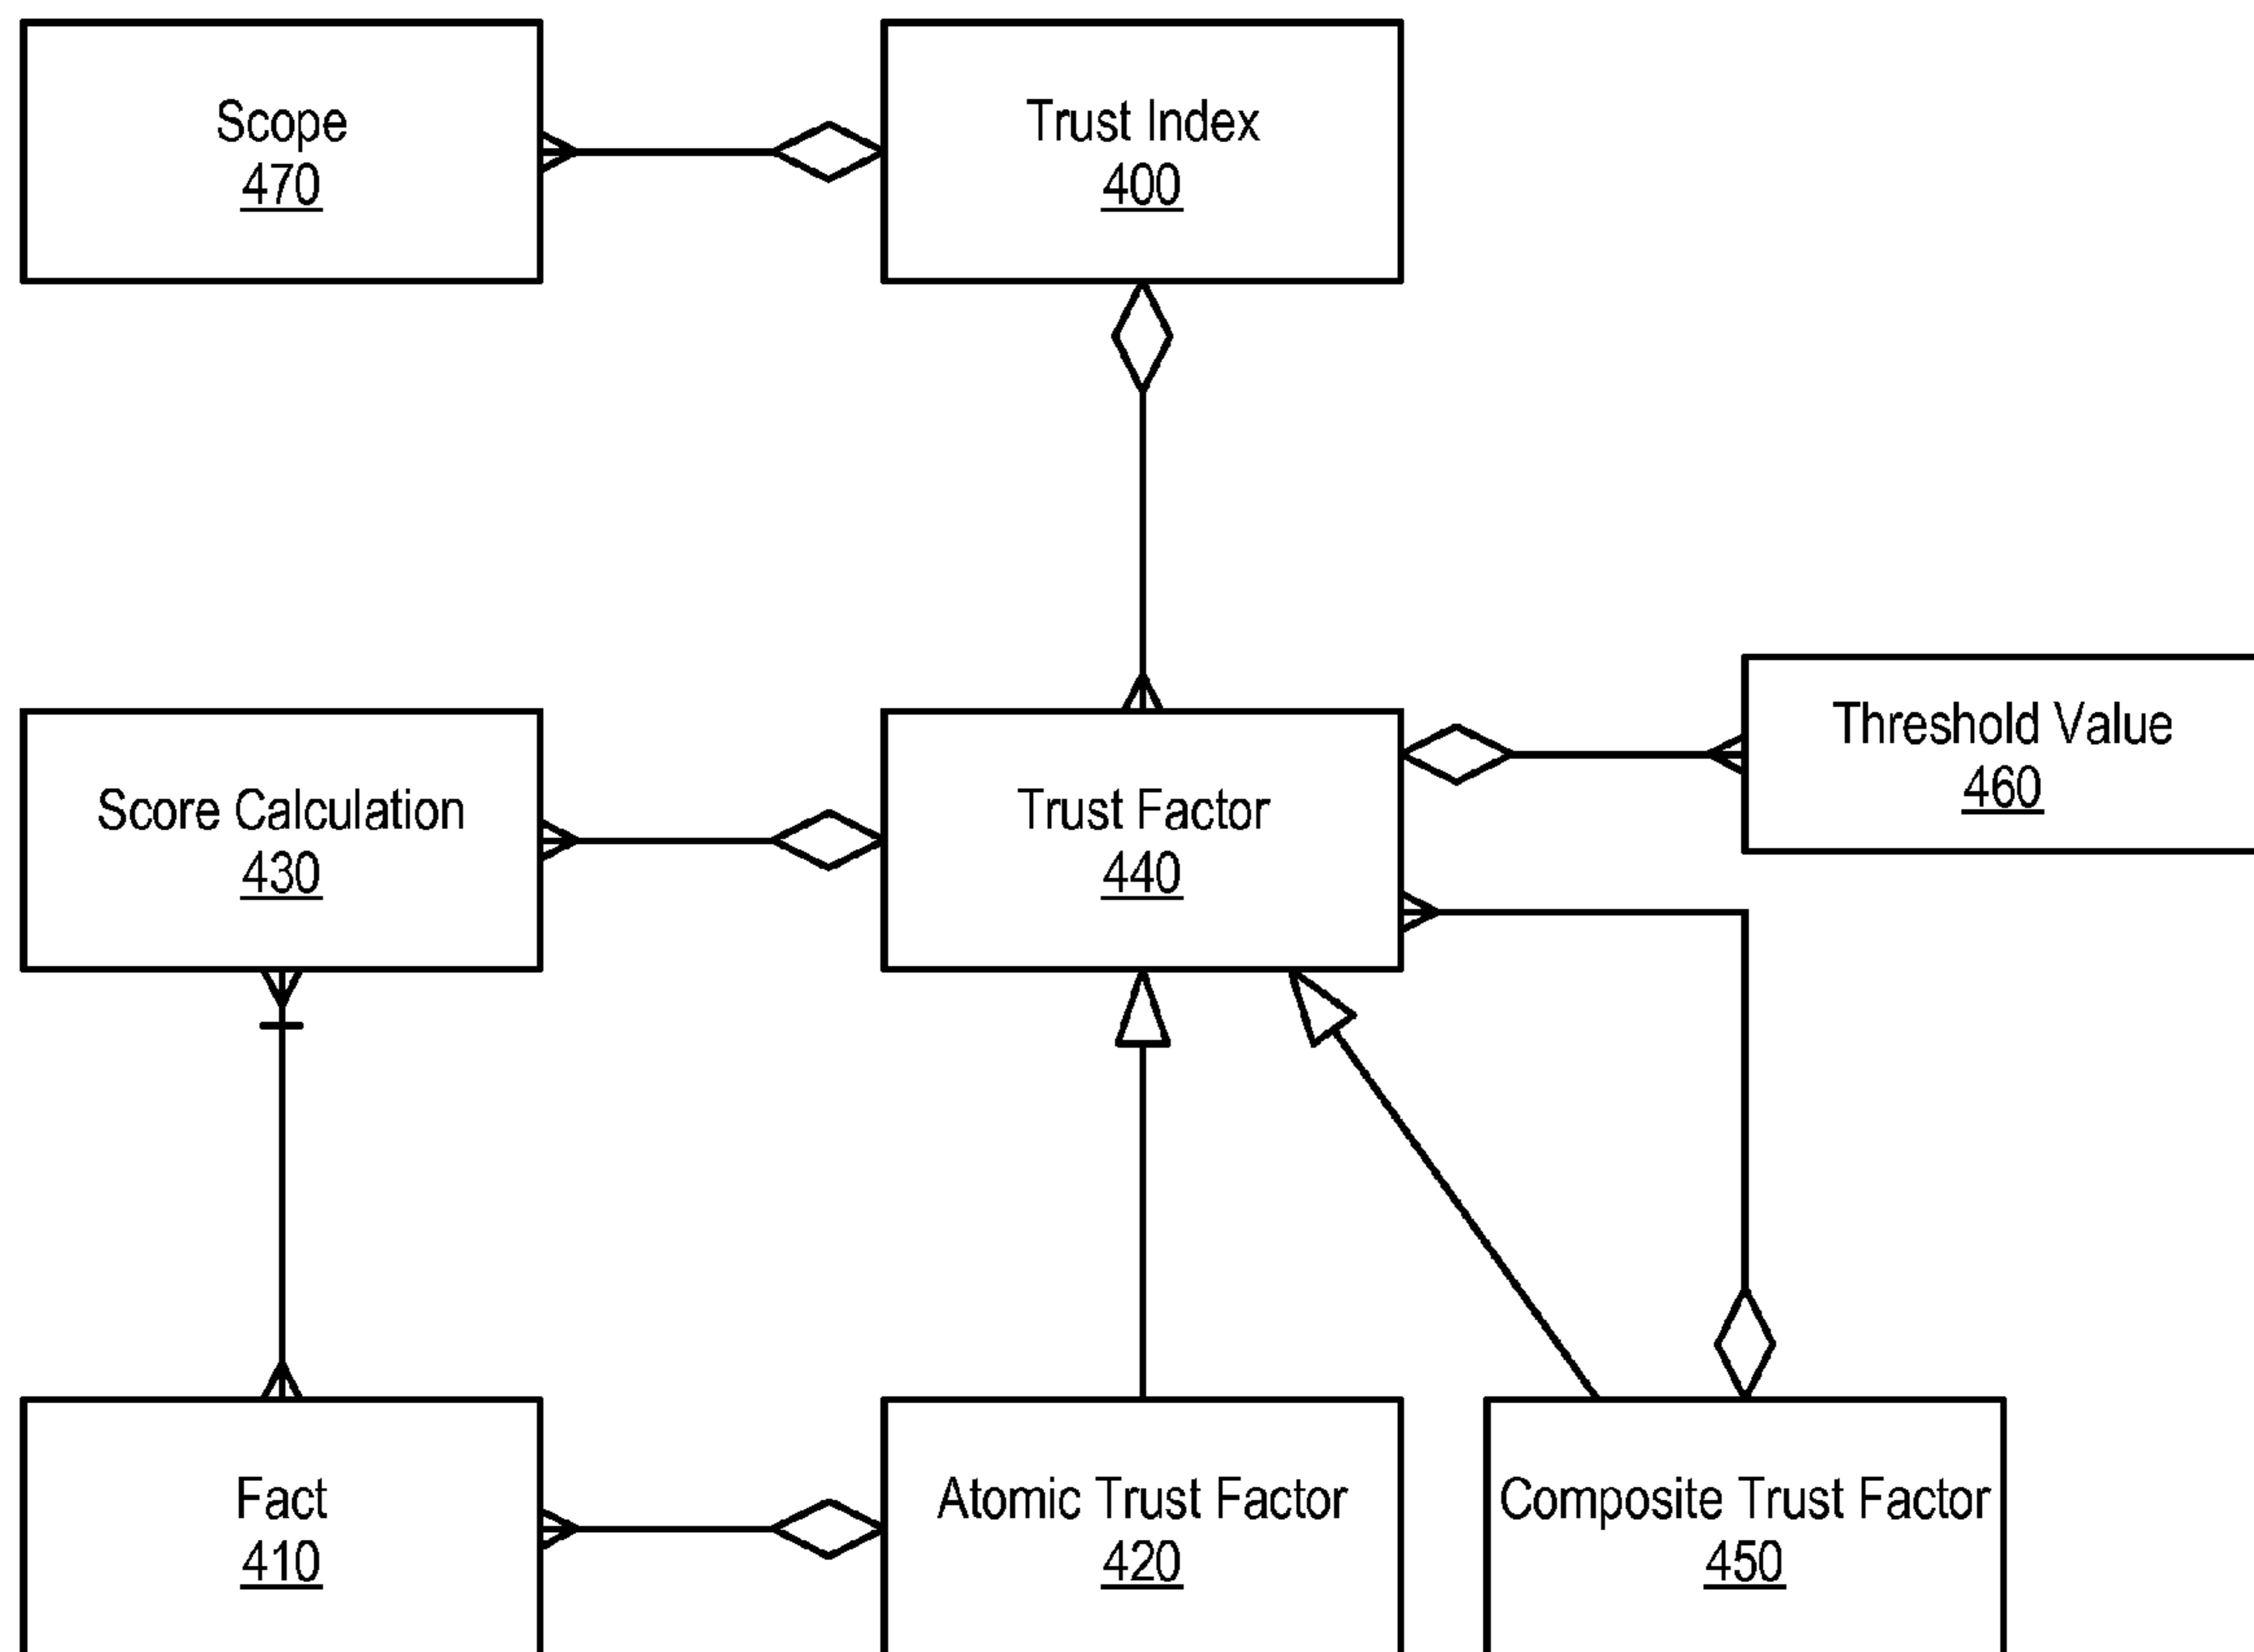 Scope
470
Trust Index
400
Threshold Value
460
Score Calculation
430
Trust Factor
440
Fact
410
Atomic Trust Factor
420
Composite Trust Factor
450